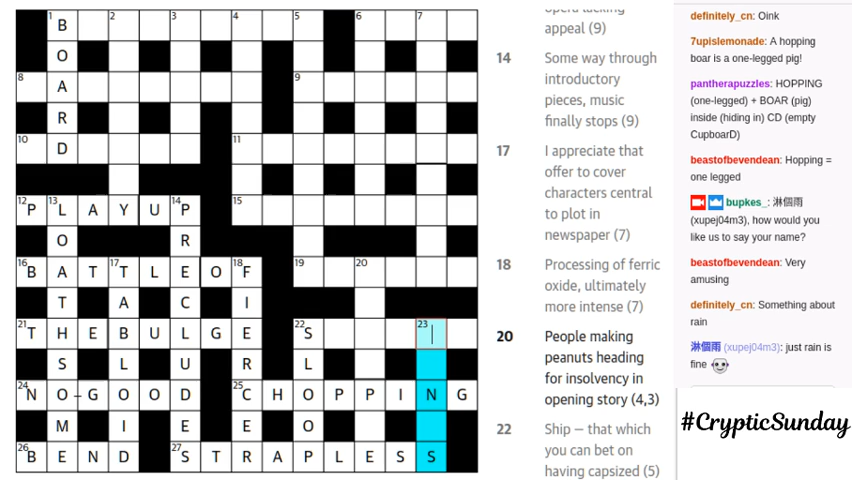 1 2 3 4 5 6 7
B
O
8 A 9
R
10 D 11
12 P 13 L A Y U 14 P 15
O R
16 B A T 17 T L E O 18 F 19 20
T A C I
21 T H E B U L G E 22 S 23
S L U R L
24 N O - G O O D 25 C H O P P I N G
M I E E O
26 B E N D 27 S T R A P L E S S
opera lacking
appeal (9)
14 Some way through
introductory
pieces, music
finally stops (9)
17 I appreciate that
offer to cover
characters central
to plot in
newspaper (7)
18 Processing of ferric
oxide, ultimately
more intense (7)
20 People making
peanuts heading
for insolvency in
opening story (4,3)
22 Ship – that which
you can bet on
having capsized (5)
definitely_cn: Oink
7upislemonade: A hopping
boar is a one-legged pig!
pantherapuzzles: HOPPING
(one-legged) + BOAR (pig)
inside (hiding in) CD (empty
CupboarD)
beastofbevendean: Hopping =
one legged
bupkes_: 淋個雨
(xupej04m3), how would you
like us to say your name?
beastofbevendean: Very
amusing
definitely_cn: Something about
rain
淋個雨 (xupej04m3): just rain is
fine
#CrypticSunday